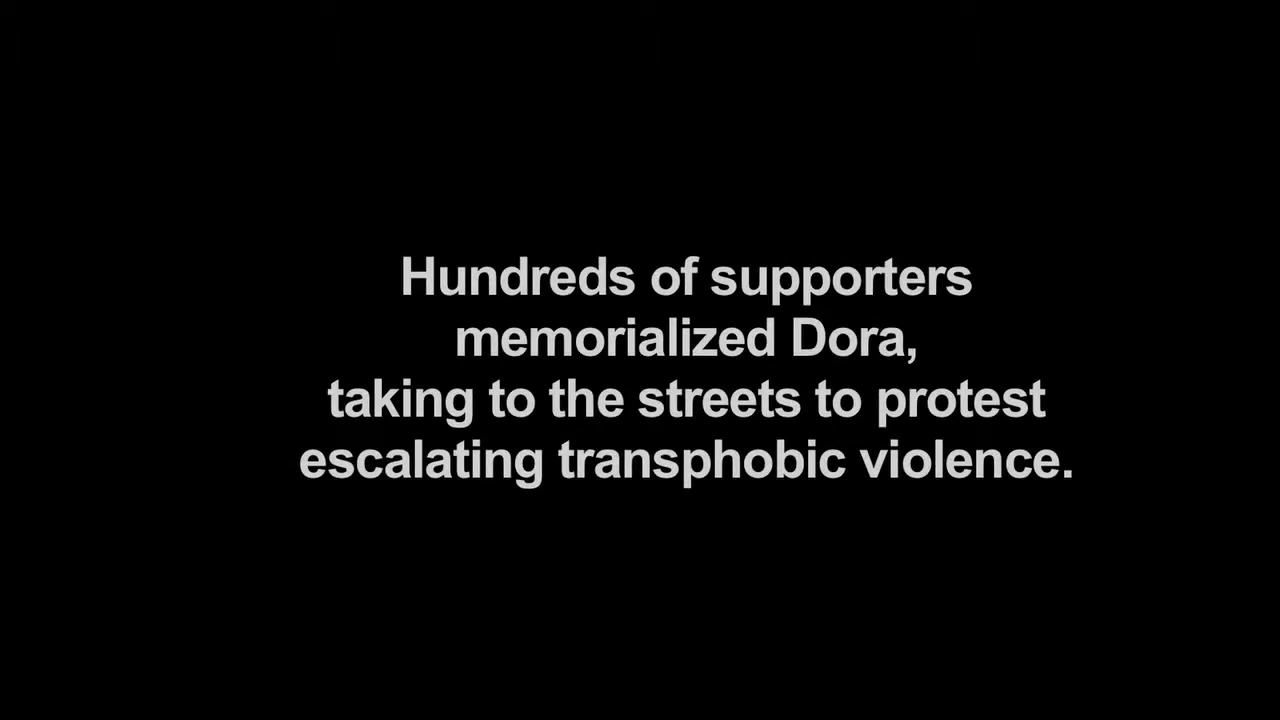 Hundreds of supporters
memorialized Dora,
taking to the streets to protest
escalating transphobic violence.